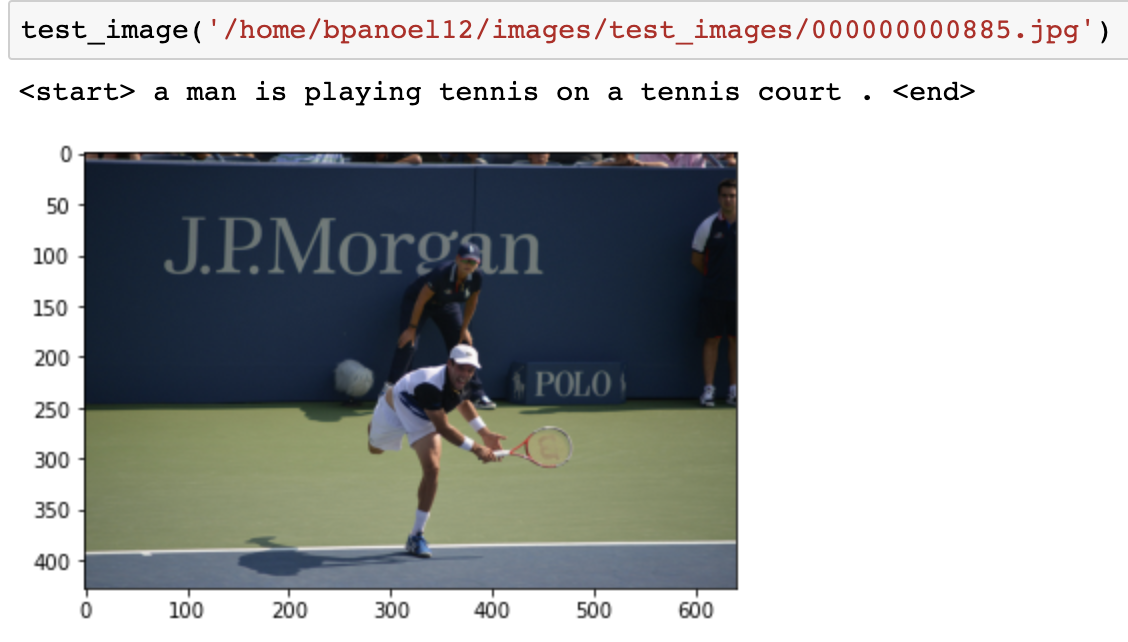 test_image('/home/bpanoel12/images/test_images/000000000885.jpg')
<start> a man is playing tennis on a tennis court . <end>
0
50
100
150
200
250
300
350
400
J.P.Morgan
POLO
0 100 200 300 400 500 600